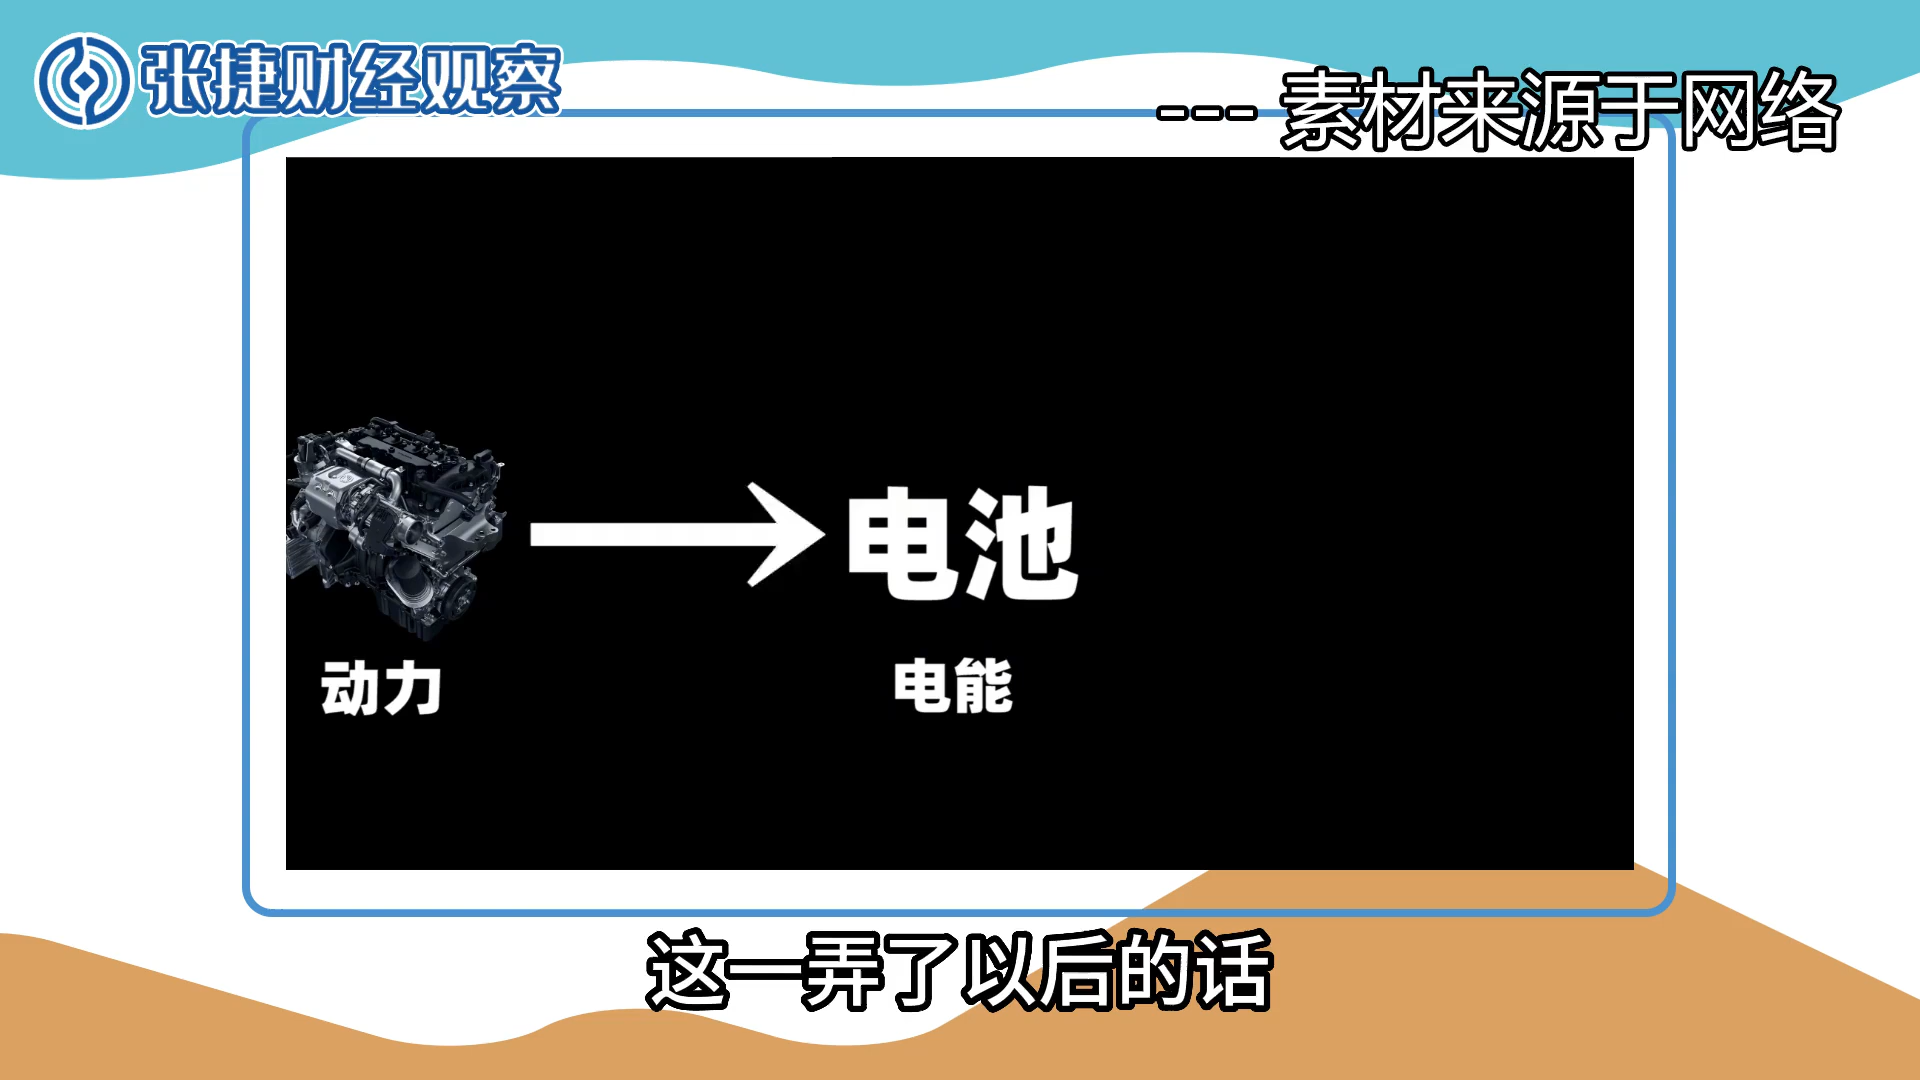 张捷财经观察
--- 素材来源于网络
电池
动力
电能
这一弄了以后的话